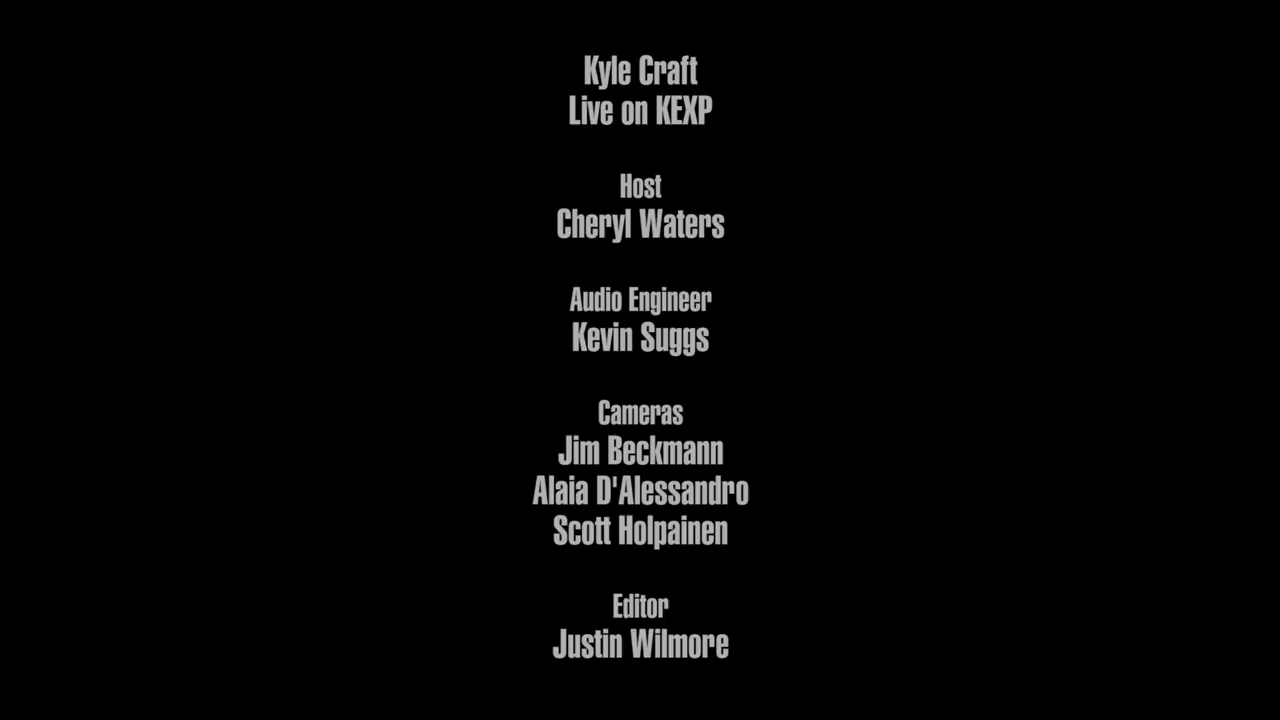 Kyle Craft
Live on KEXP
Host
Cheryl Waters
Audio Engineer
Kevin Suggs
Cameras
Jim Beckmann
Alaia D'Alessandro
Scott Holpainen
Editor
Justin Wilmore